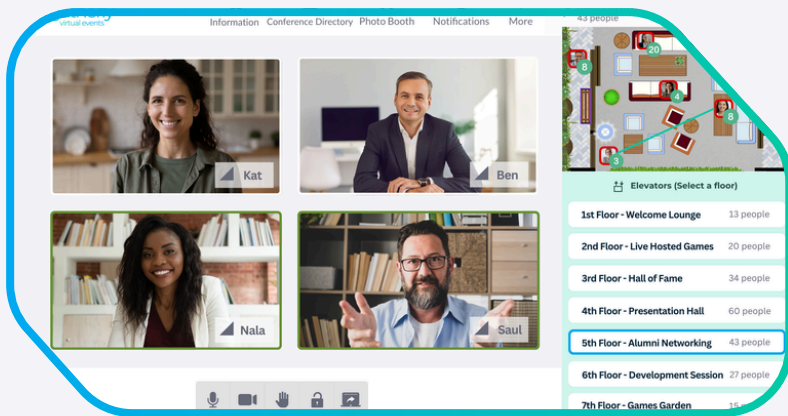 virtual events
Information Conference Directory Photo Booth Notifications More
43 people
20
8
4
8
3
Kat
Ben
Nala
Saul
Elevators (Select a floor)
1st Floor - Welcome Lounge 13 people
2nd Floor - Live Hosted Games 20 people
3rd Floor - Hall of Fame 34 people
4th Floor - Presentation Hall 60 people
5th Floor - Alumni Networking 43 people
6th Floor - Development Session 27 people
7th Floor - Games Garden 15